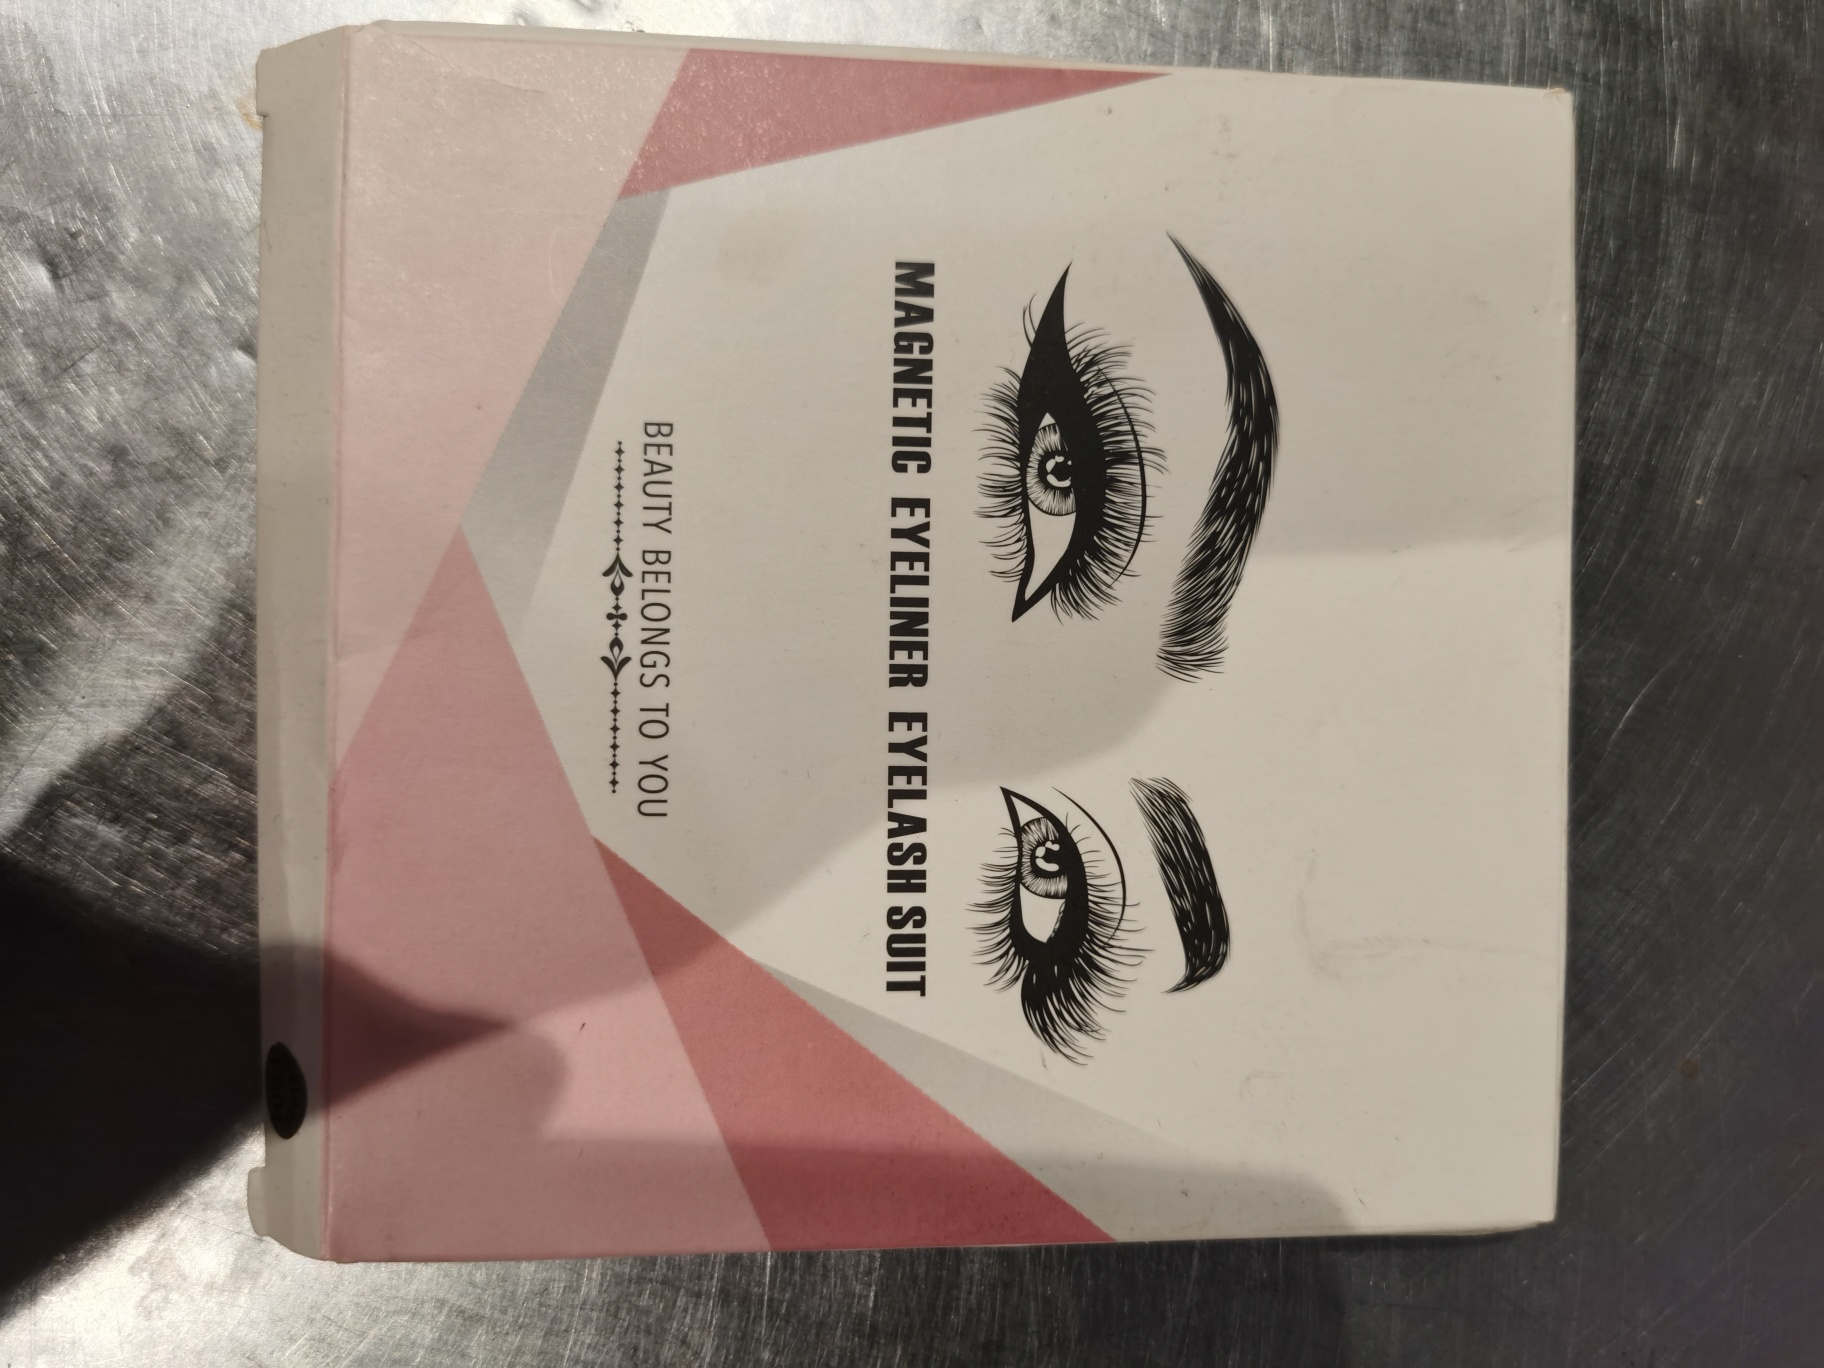 MAGNETIC EYELINER EYELASH SUIT
BEAUTY BELONGS TO YOU